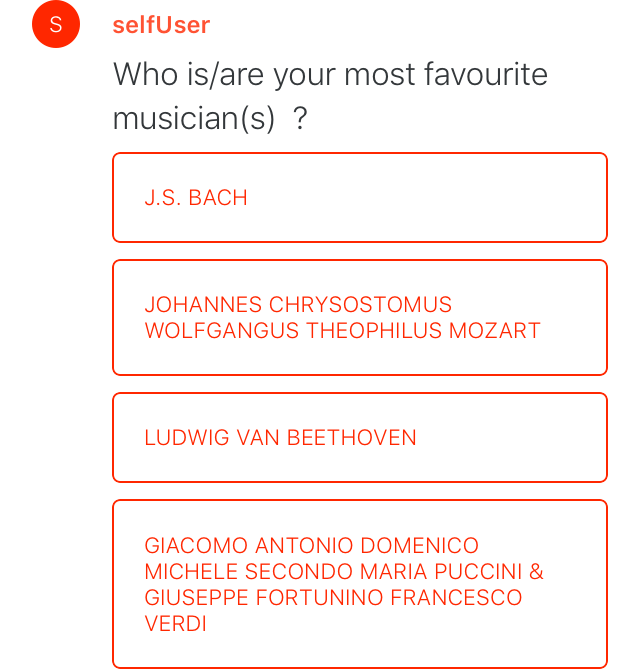 S
selfUser
Who is/are your most favourite
musician(s)  ?
J.S. BACH
JOHANNES CHRYSOSTOMUS
WOLFGANGUS THEOPHILUS MOZART
LUDWIG VAN BEETHOVEN
GIACOMO ANTONIO DOMENICO
MICHELE SECONDO MARIA PUCCINI &
GIUSEPPE FORTUNINO FRANCESCO
VERDI